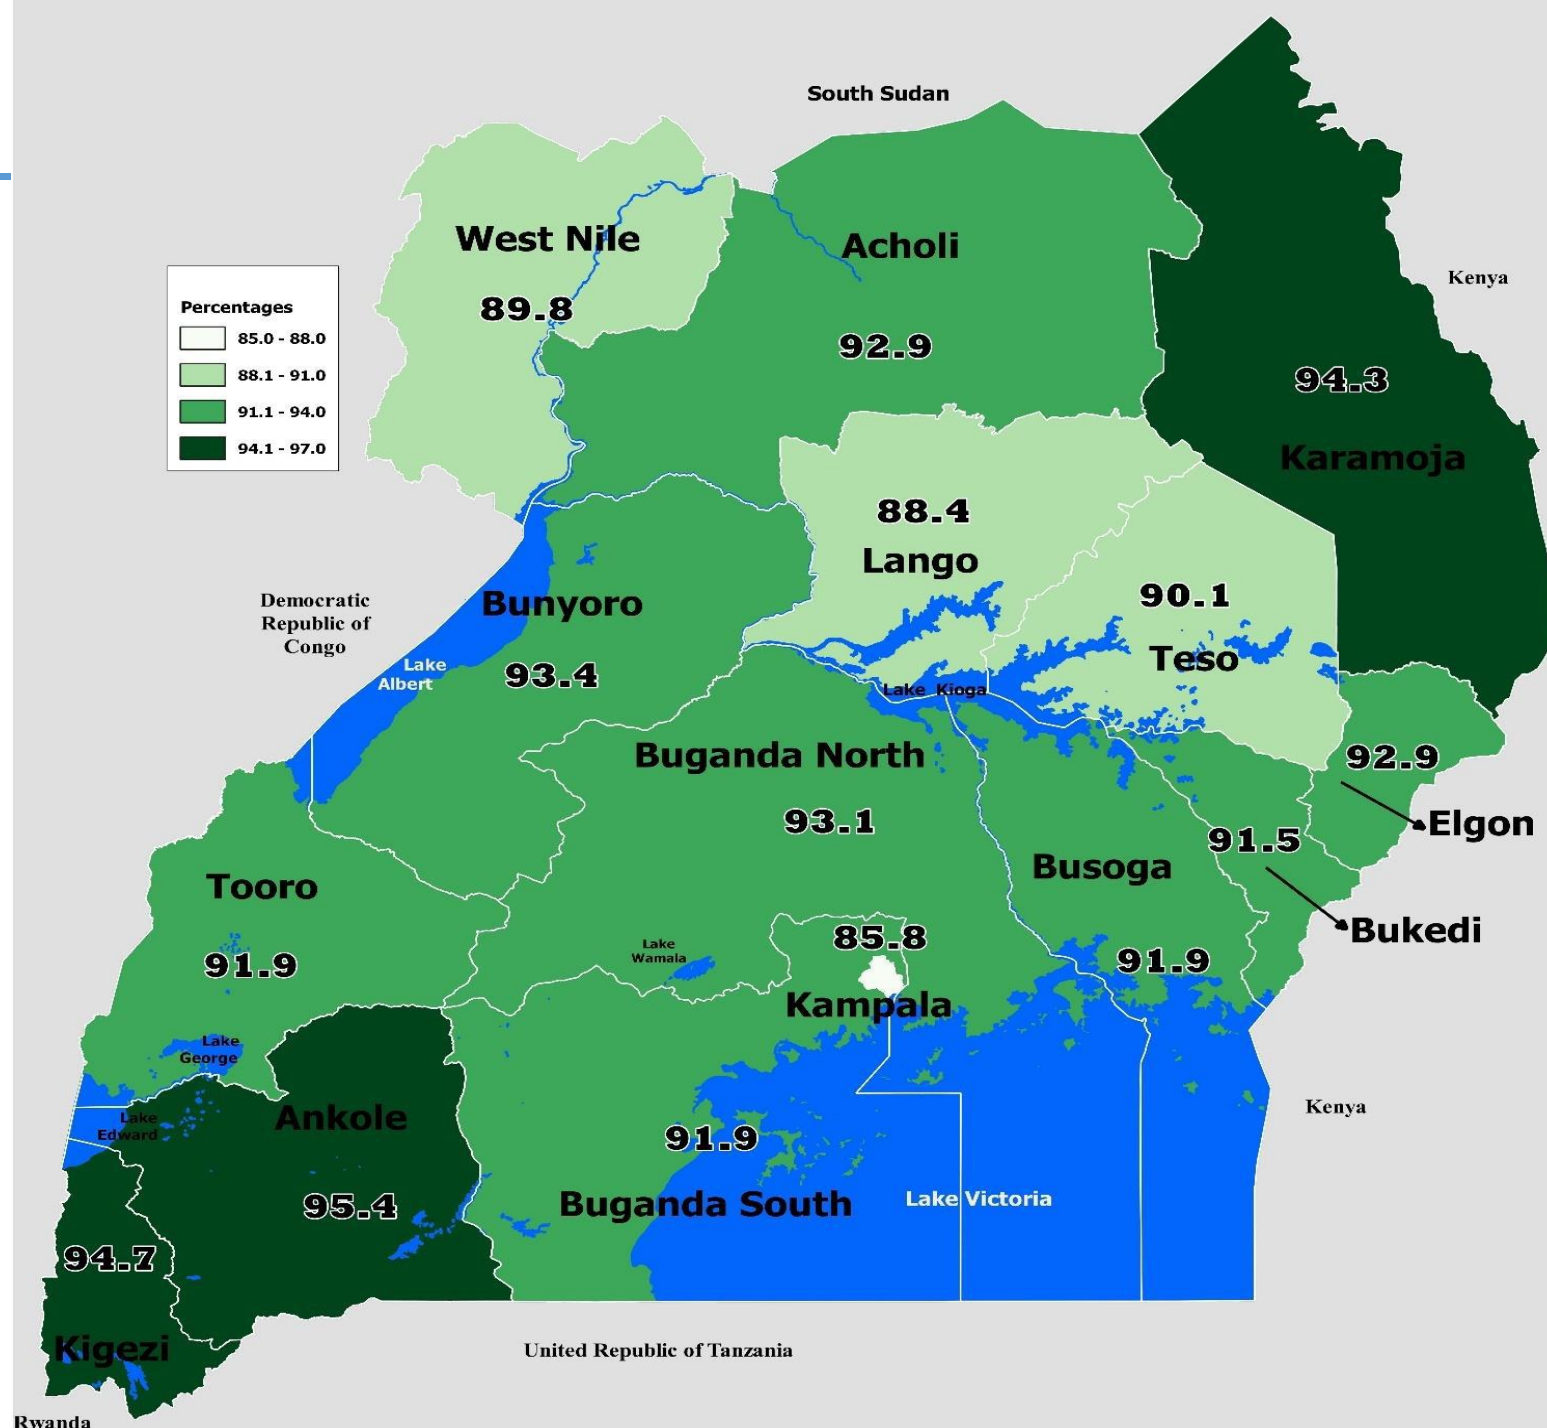 South Sudan
West Nile
89.8
Acholi
92.9
Kenya
94.3
Karamoja
Percentages
85.0 - 88.0
88.1 - 91.0
91.1 - 94.0
94.1 - 97.0
88.4
Lango
90.1
Teso
Democratic
Republic of
Congo
Bunyoro
93.4
Lake
Albert
Lake Kioga
Buganda North
93.1
92.9
Elgon
91.5
Bukedi
Busoga
91.9
Tooro
91.9
Lake
Wamala
85.8
Kampala
Lake
George
Lake
Edward
Ankole
95.4
91.9
Buganda South
Lake Victoria
Kenya
94.7
Kigezi
United Republic of Tanzania
Rwanda